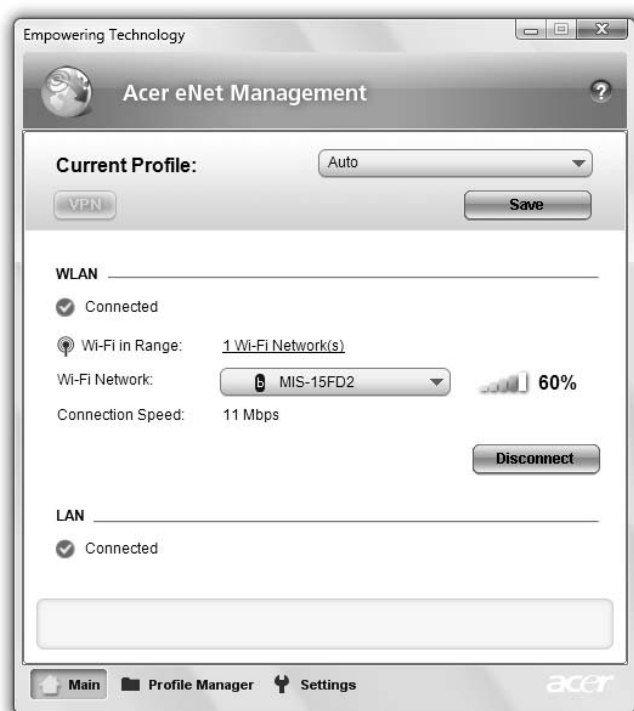 Empowering Technology
Acer eNet Management
?
Current Profile:
Auto
VPN
Save
WLAN
Connected
Wi-Fi in Range:
1 Wi-Fi Network(s)
Wi-Fi Network:
b MIS-15FD2
60%
Connection Speed:
11 Mbps
Disconnect
LAN
Connected
Main
Profile Manager
Settings
acer